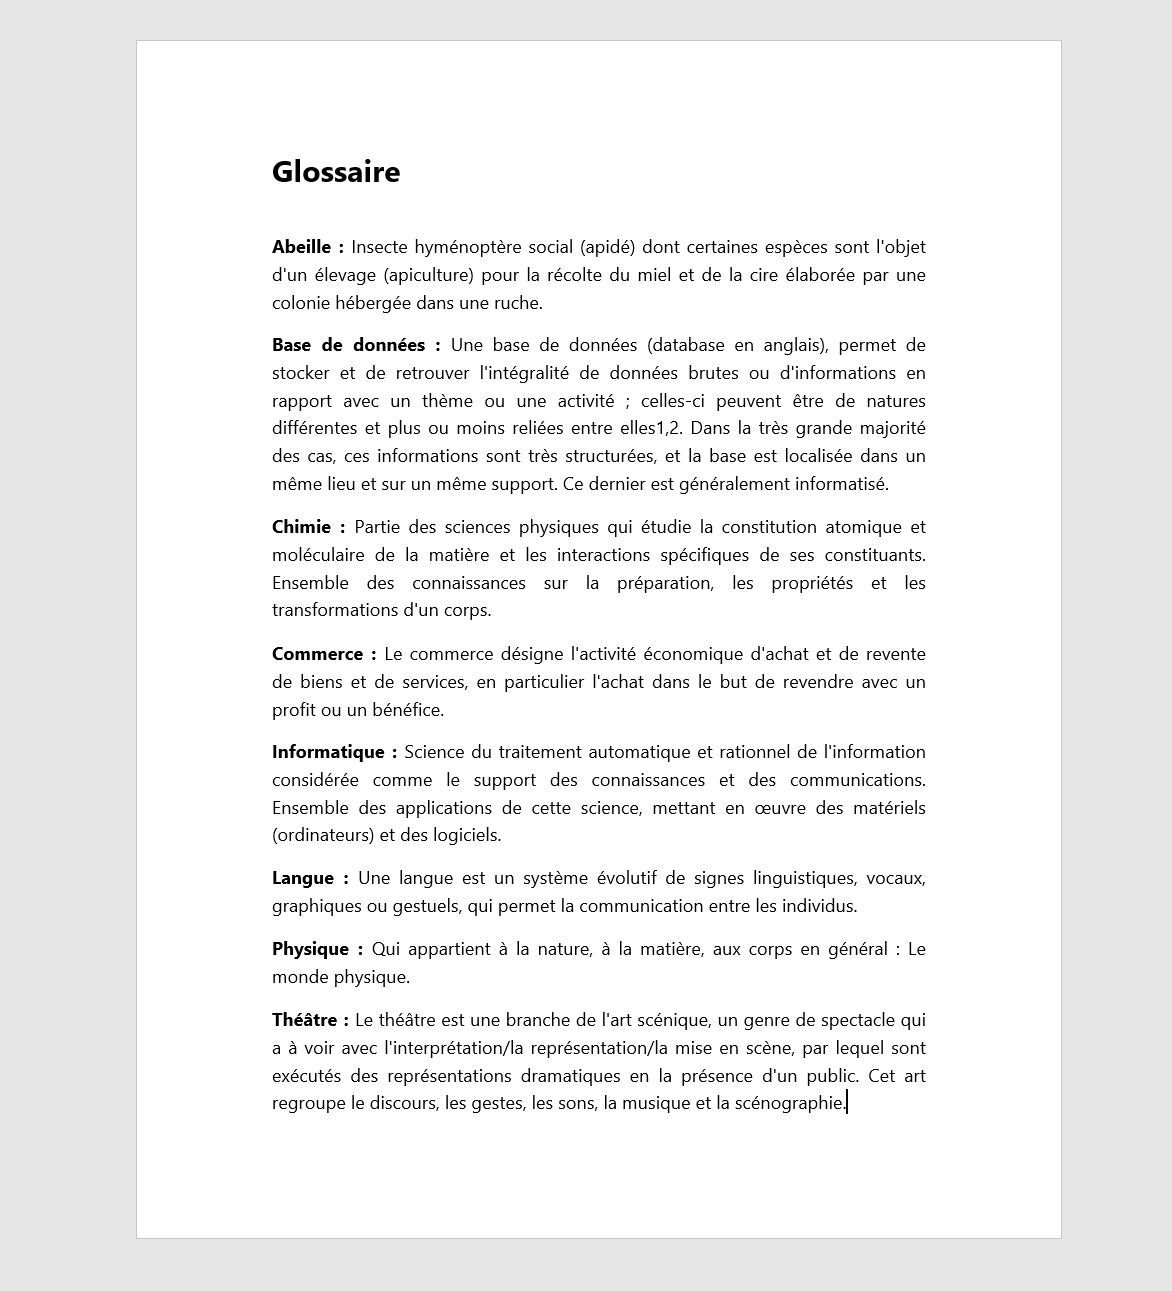 Glossaire
Abeille : Insecte hyménoptère social (apidé) dont certaines espèces sont l'objet
d'un élevage (apiculture) pour la récolte du miel et de la cire élaborée par une
colonie hébergée dans une ruche.
Base de données : Une base de données (database en anglais), permet de
stocker et de retrouver l'intégralité de données brutes ou d'informations en
rapport avec un thème ou une activité ; celles-ci peuvent être de natures
différentes et plus ou moins reliées entre elles1,2. Dans la très grande majorité
des cas, ces informations sont très structurées, et la base est localisée dans un
même lieu et sur un même support. Ce dernier est généralement informatisé.
Chimie : Partie des sciences physiques qui étudie la constitution atomique et
moléculaire de la matière et les interactions spécifiques de ses constituants.
Ensemble des connaissances sur la préparation, les propriétés et les
transformations d'un corps.
Commerce : Le commerce désigne l'activité économique d'achat et de revente
de biens et de services, en particulier l'achat dans le but de revendre avec un
profit ou un bénéfice.
Informatique : Science du traitement automatique et rationnel de l'information
considérée comme le support des connaissances et des communications.
Ensemble des applications de cette science, mettant en œuvre des matériels
(ordinateurs) et des logiciels.
Langue : Une langue est un système évolutif de signes linguistiques, vocaux,
graphiques ou gestuels, qui permet la communication entre les individus.
Physique : Qui appartient à la nature, à la matière, aux corps en général : Le
monde physique.
Théâtre : Le théâtre est une branche de l'art scénique, un genre de spectacle qui
a à voir avec l'interprétation/la représentation/la mise en scène, par lequel sont
exécutés des représentations dramatiques en la présence d'un public. Cet art
regroupe le discours, les gestes, les sons, la musique et la scénographie.